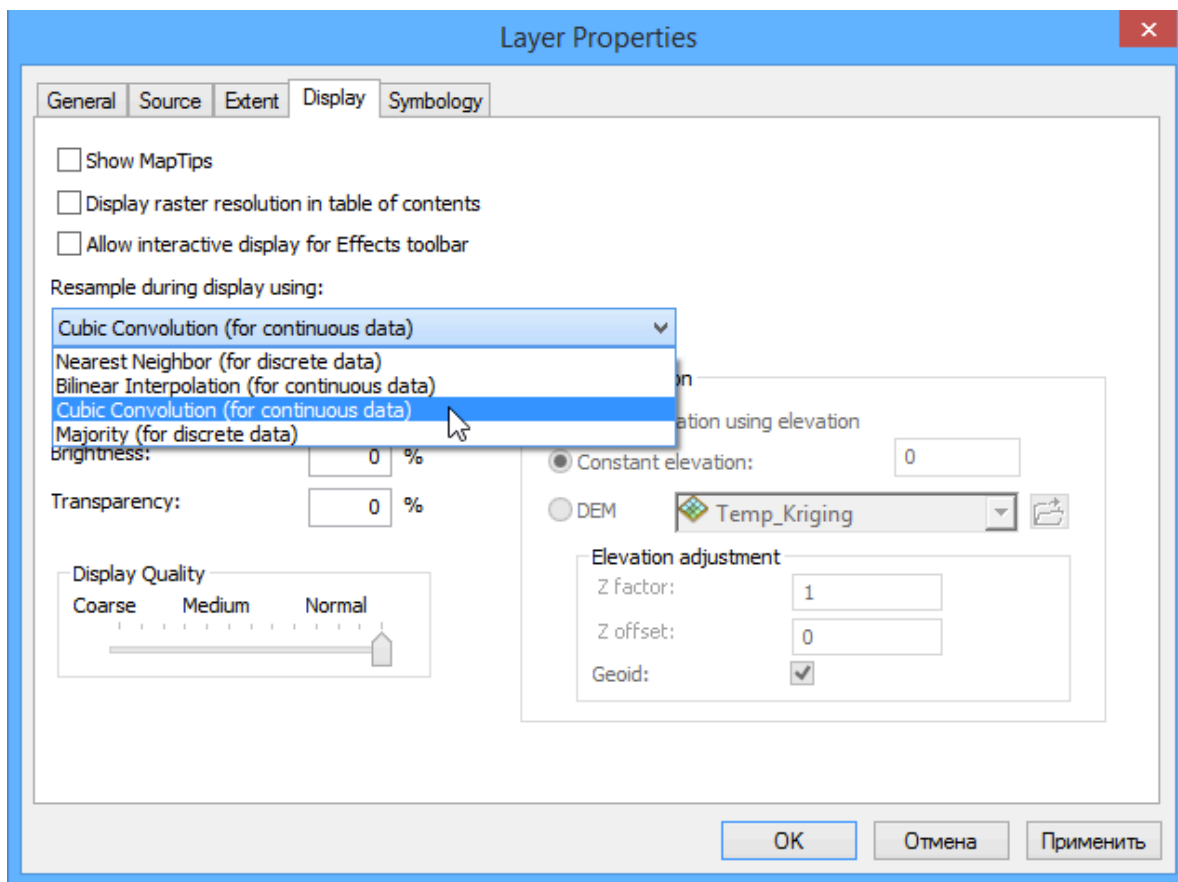 Layer Properties
General Source Extent Display Symbology
Show MapTips
Display raster resolution in table of contents
Allow interactive display for Effects toolbar
Resample during display using:
Cubic Convolution (for continuous data)
Nearest Neighbor (for discrete data)
Bilinear Interpolation (for continuous data)
Cubic Convolution (for continuous data)
Majority (for discrete data)
Brightness: 0 %
Transparency: 0 %
Display Quality
Coarse Medium Normal
using elevation
Constant elevation: 0
DEM Temp_Kriging
Elevation adjustment
Z factor: 1
Z offset: 0
Geoid:
OK Отмена Применить